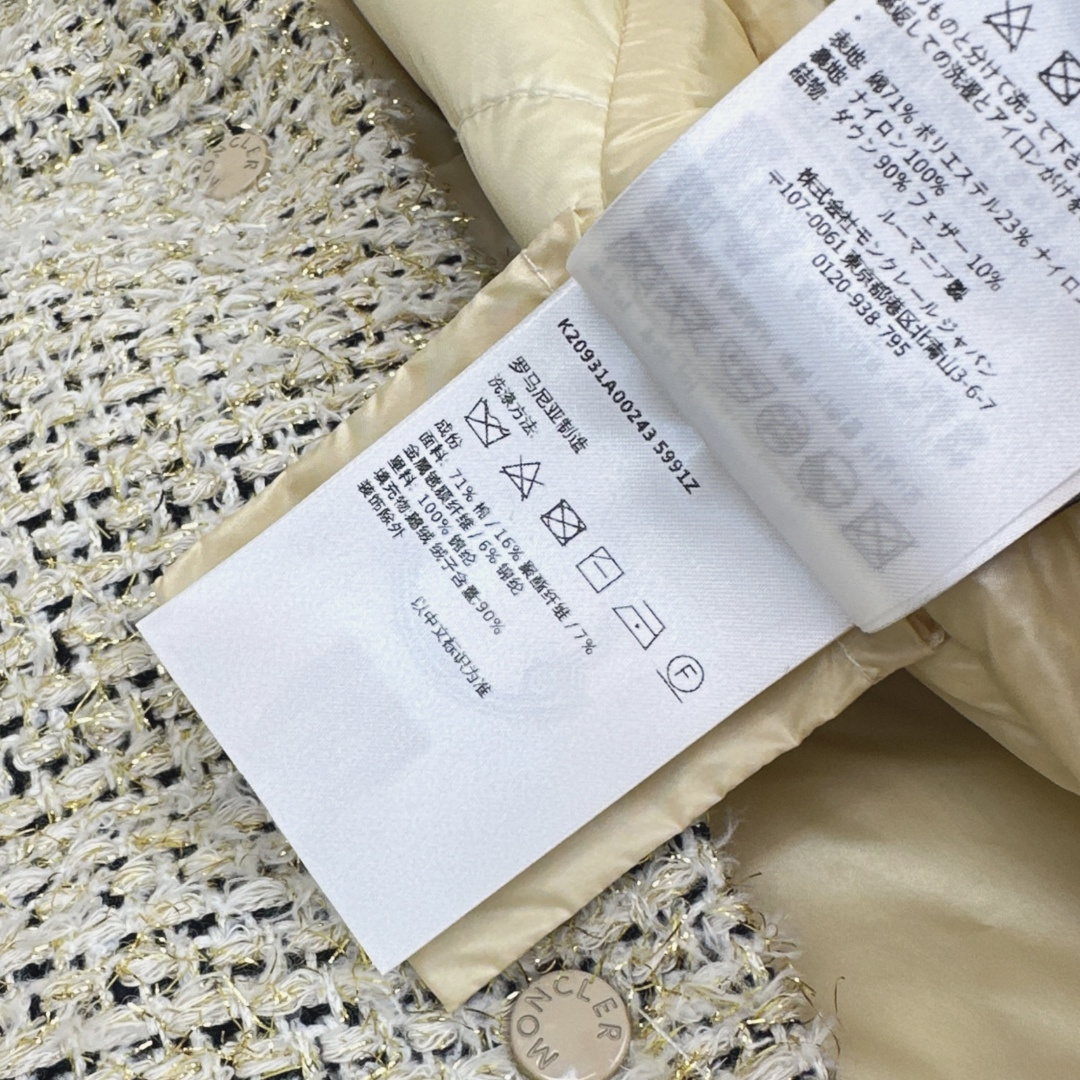 のものと分けて洗って下さ
返しての洗濯とアイロンがけを
表地: 綿71% ポリエステル23% ナイロ
裏地: ナイロン100%
詰物: ダウン90% フェザー10%
ルーマニア製
株式会社モンクレールジャパン
〒107-0061東京都港区北青山3-6-7
0120-938-795
K20931A00243 5991Z
罗马尼亚制造
洗涤方法:
F
成份
面料: 71% 棉 / 16% 聚酯纤维 / 7%
金属镀膜纤维 / 6% 锦纶
里料: 100% 锦纶
填充物:鹅绒 绒子含量:90%
装饰除外
以中文标识为准
MONCLER
MONCLER